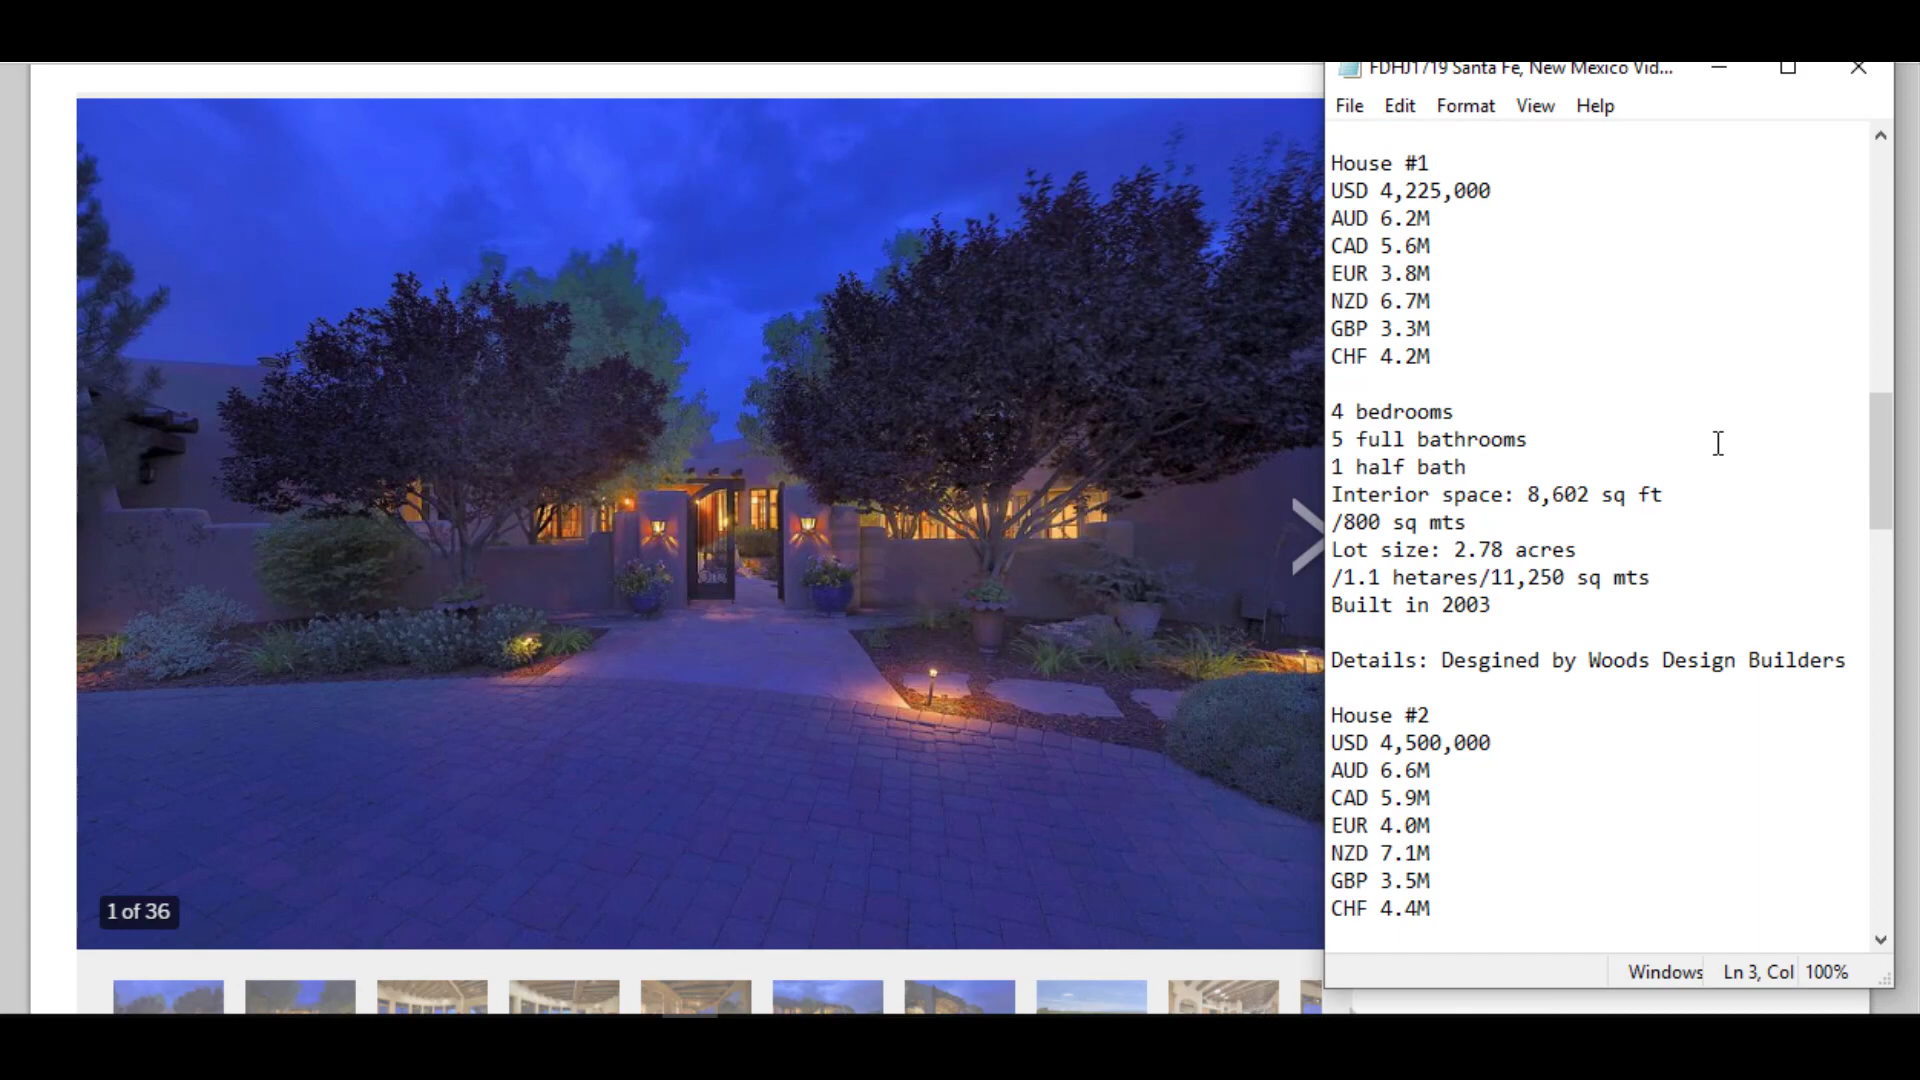 FDHJ1719 Santa Fe, New Mexico Vid...
File Edit Format View Help
House #1
USD 4,225,000
AUD 6.2M
CAD 5.6M
EUR 3.8M
NZD 6.7M
GBP 3.3M
CHF 4.2M
4 bedrooms
5 full bathrooms
1 half bath
Interior space: 8,602 sq ft
/800 sq mts
Lot size: 2.78 acres
/1.1 hetares/11,250 sq mts
Built in 2003
Details: Desgined by Woods Design Builders
House #2
USD 4,500,000
AUD 6.6M
CAD 5.9M
EUR 4.0M
NZD 7.1M
GBP 3.5M
CHF 4.4M
1 of 36
Windows Ln 3, Col 100%